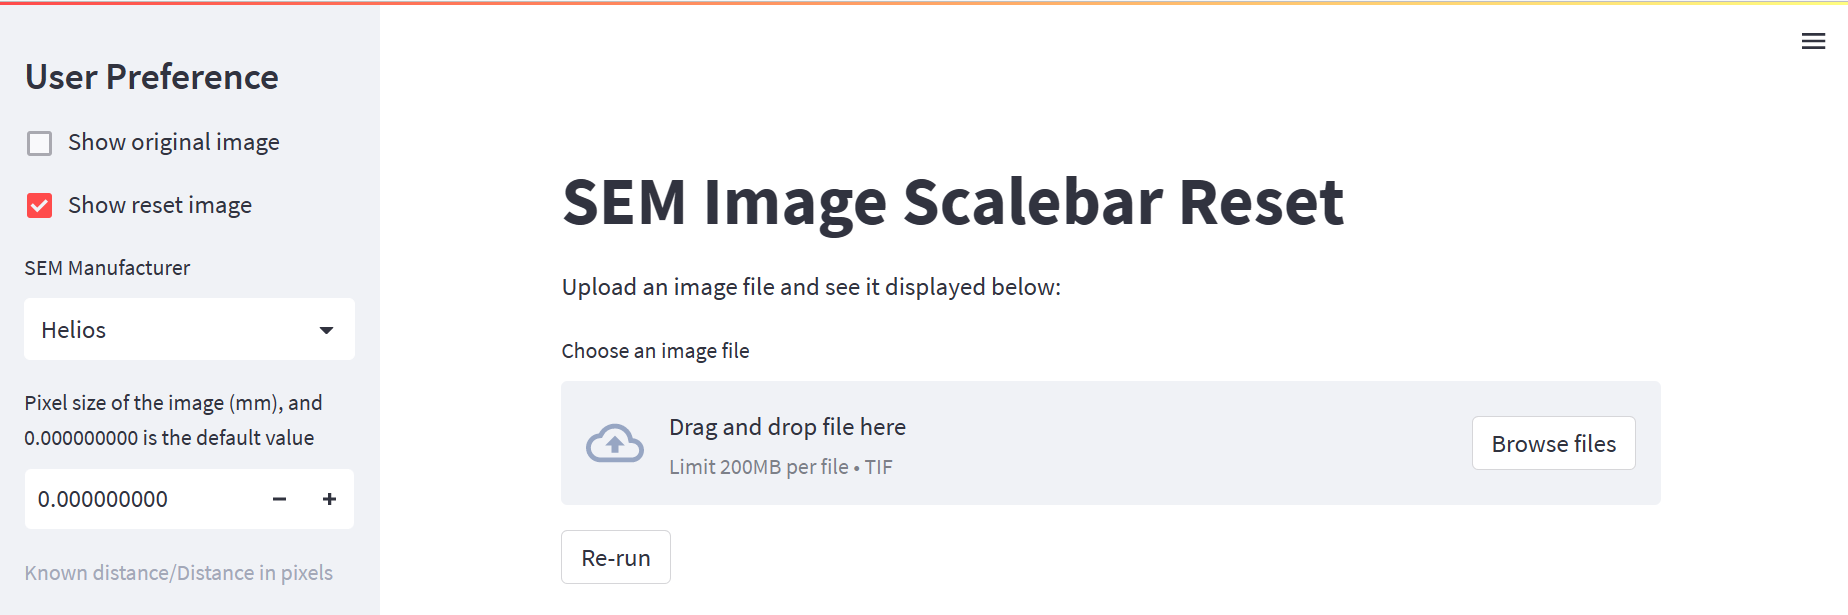 User Preference
Show original image
Show reset image
SEM Manufacturer
Helios
Pixel size of the image (mm), and
0.000000000 is the default value
0.000000000
Known distance/Distance in pixels
SEM Image Scalebar Reset
Upload an image file and see it displayed below:
Choose an image file
Drag and drop file here
Limit 200MB per file • TIF
Browse files
Re-run